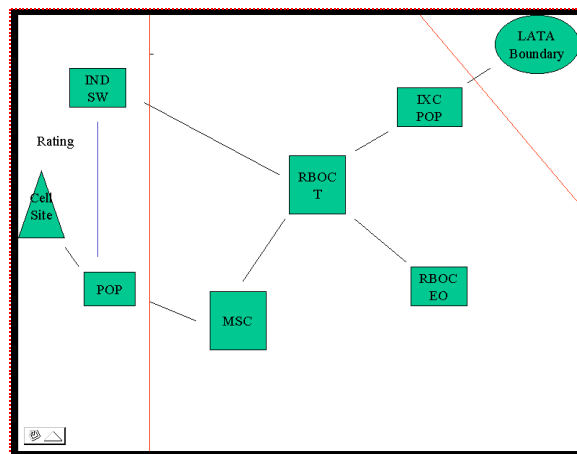 LATA
Boundary
IND
SW
IXC
POP
Rating
RBOC
T
Cell
Site
RBOC
EO
POP
MSC